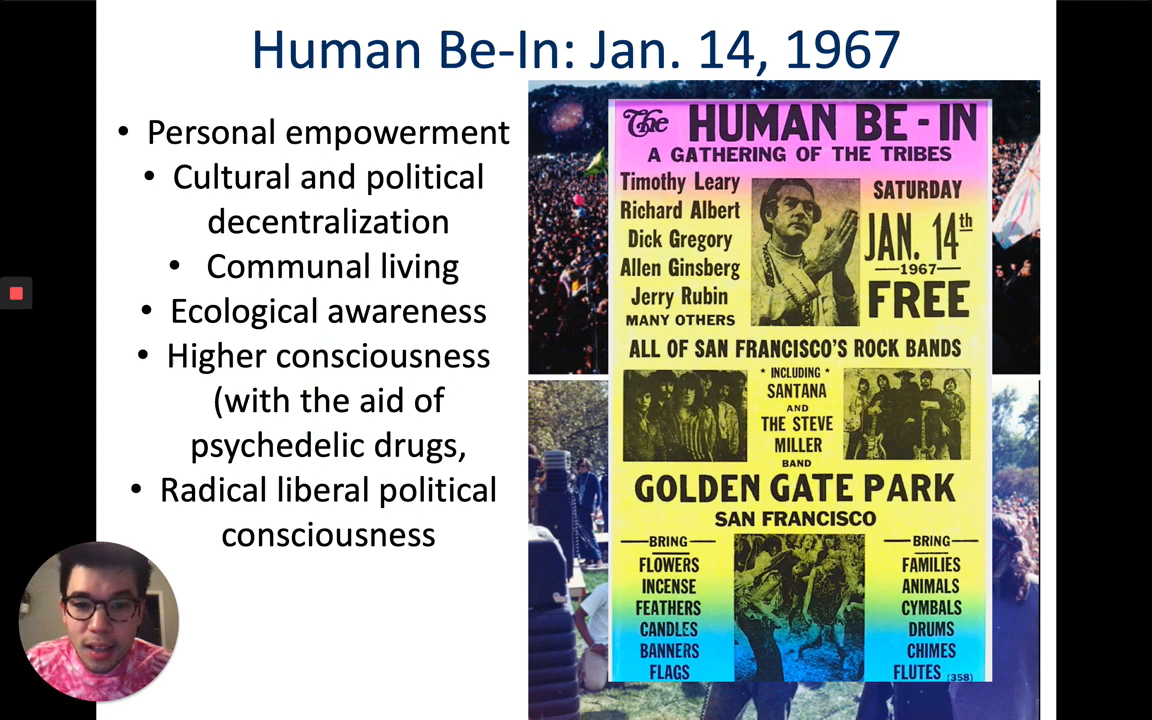 Human Be-In: Jan. 14, 1967
• Personal empowerment
• Cultural and political
decentralization
• Communal living
• Ecological awareness
• Higher consciousness
(with the aid of
psychedelic drugs,
• Radical liberal political
consciousness
The HUMAN BE-IN
A GATHERING OF THE TRIBES
Timothy Leary
Richard Albert
Dick Gregory
Allen Ginsberg
Jerry Rubin
MANY OTHERS
SATURDAY
JAN. 14th
1967
FREE
ALL OF SAN FRANCISCO'S ROCK BANDS
* INCLUDING *
SANTANA
AND
THE STEVE
MILLER
BAND
GOLDEN GATE PARK
SAN FRANCISCO
BRING
FLOWERS
INCENSE
FEATHERS
CANDLES
BANNERS
FLAGS
BRING
FAMILIES
ANIMALS
CYMBALS
DRUMS
CHIMES
FLUTES (358)